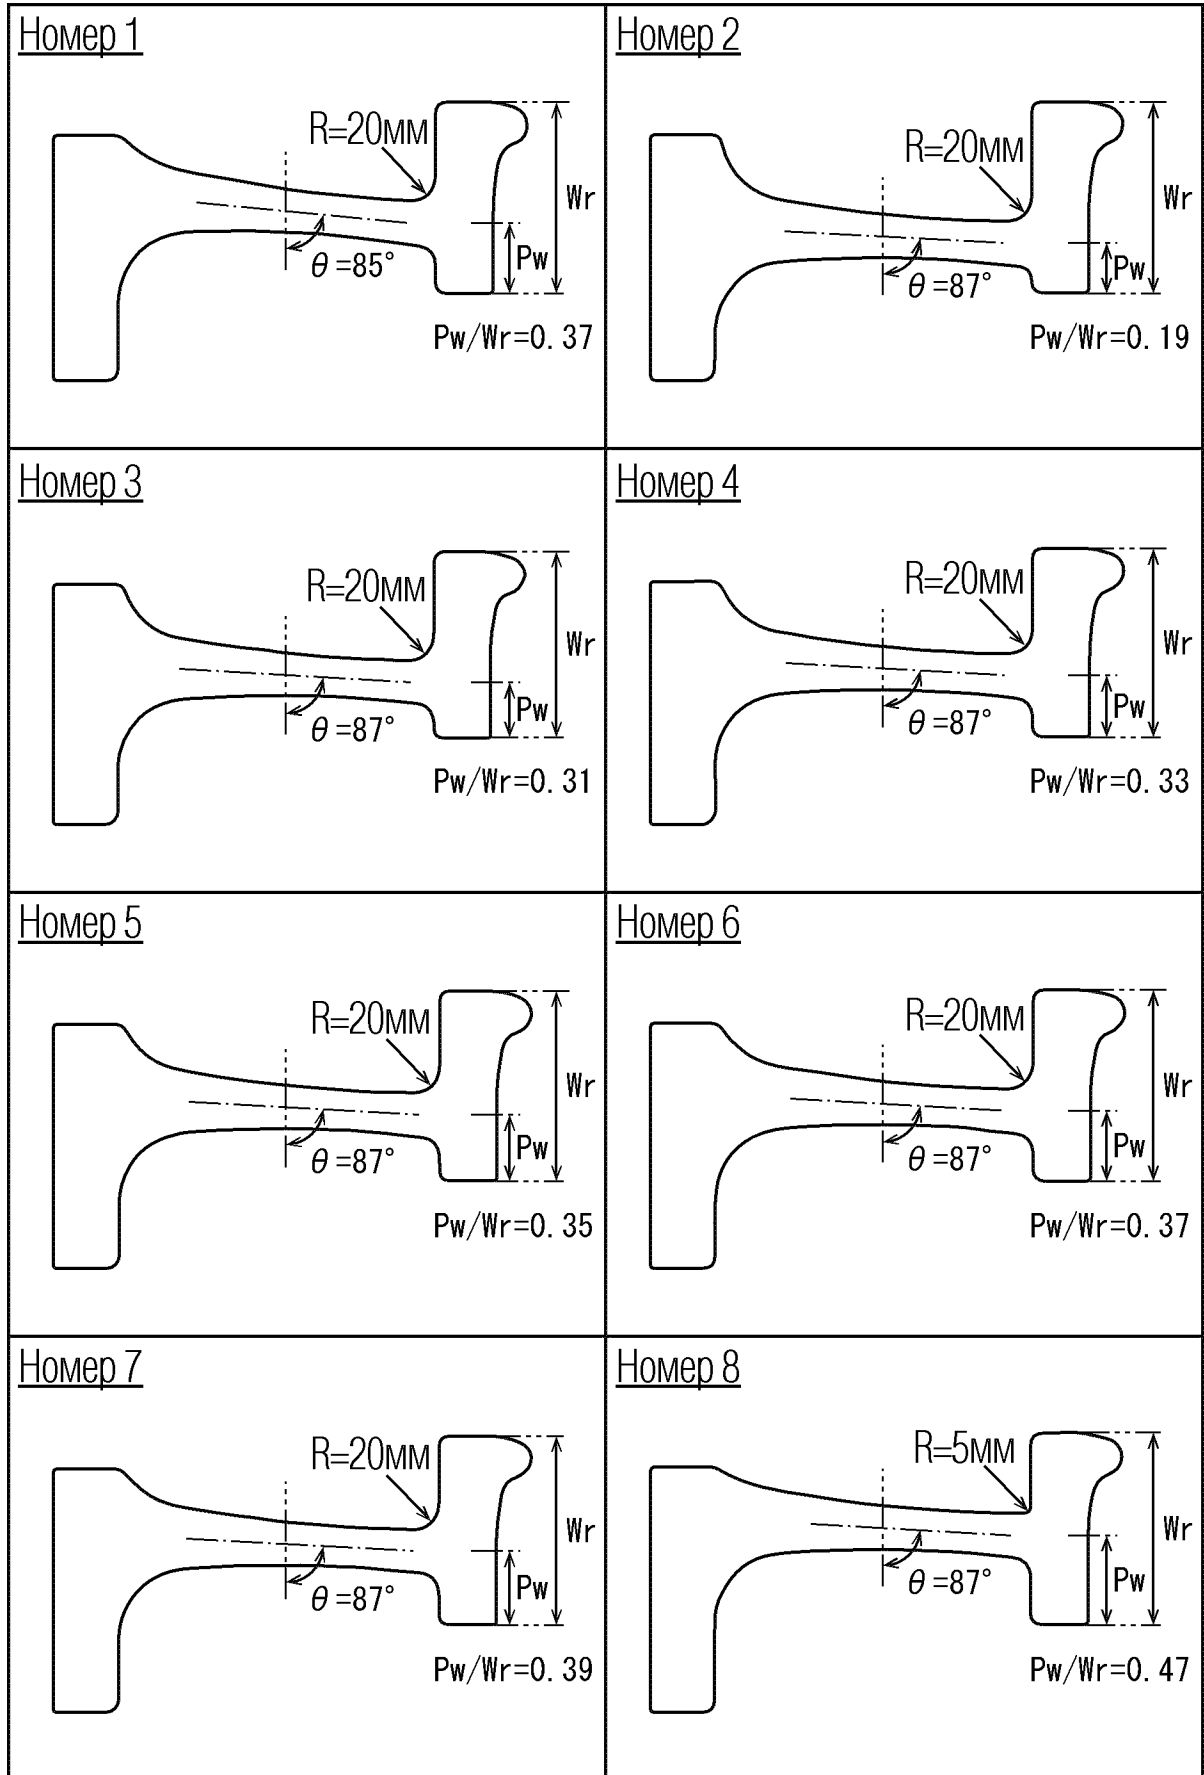 Номер 1
R=20мм
Wr
Pw
θ=85°
Pw/Wr=0.37
Номер 2
R=20мм
Wr
Pw
θ=87°
Pw/Wr=0.19
Номер 3
R=20мм
Wr
Pw
θ=87°
Pw/Wr=0.31
Номер 4
R=20мм
Wr
Pw
θ=87°
Pw/Wr=0.33
Номер 5
R=20мм
Wr
Pw
θ=87°
Pw/Wr=0.35
Номер 6
R=20мм
Wr
Pw
θ=87°
Pw/Wr=0.37
Номер 7
R=20мм
Wr
Pw
θ=87°
Pw/Wr=0.39
Номер 8
R=5мм
Wr
Pw
θ=87°
Pw/Wr=0.47